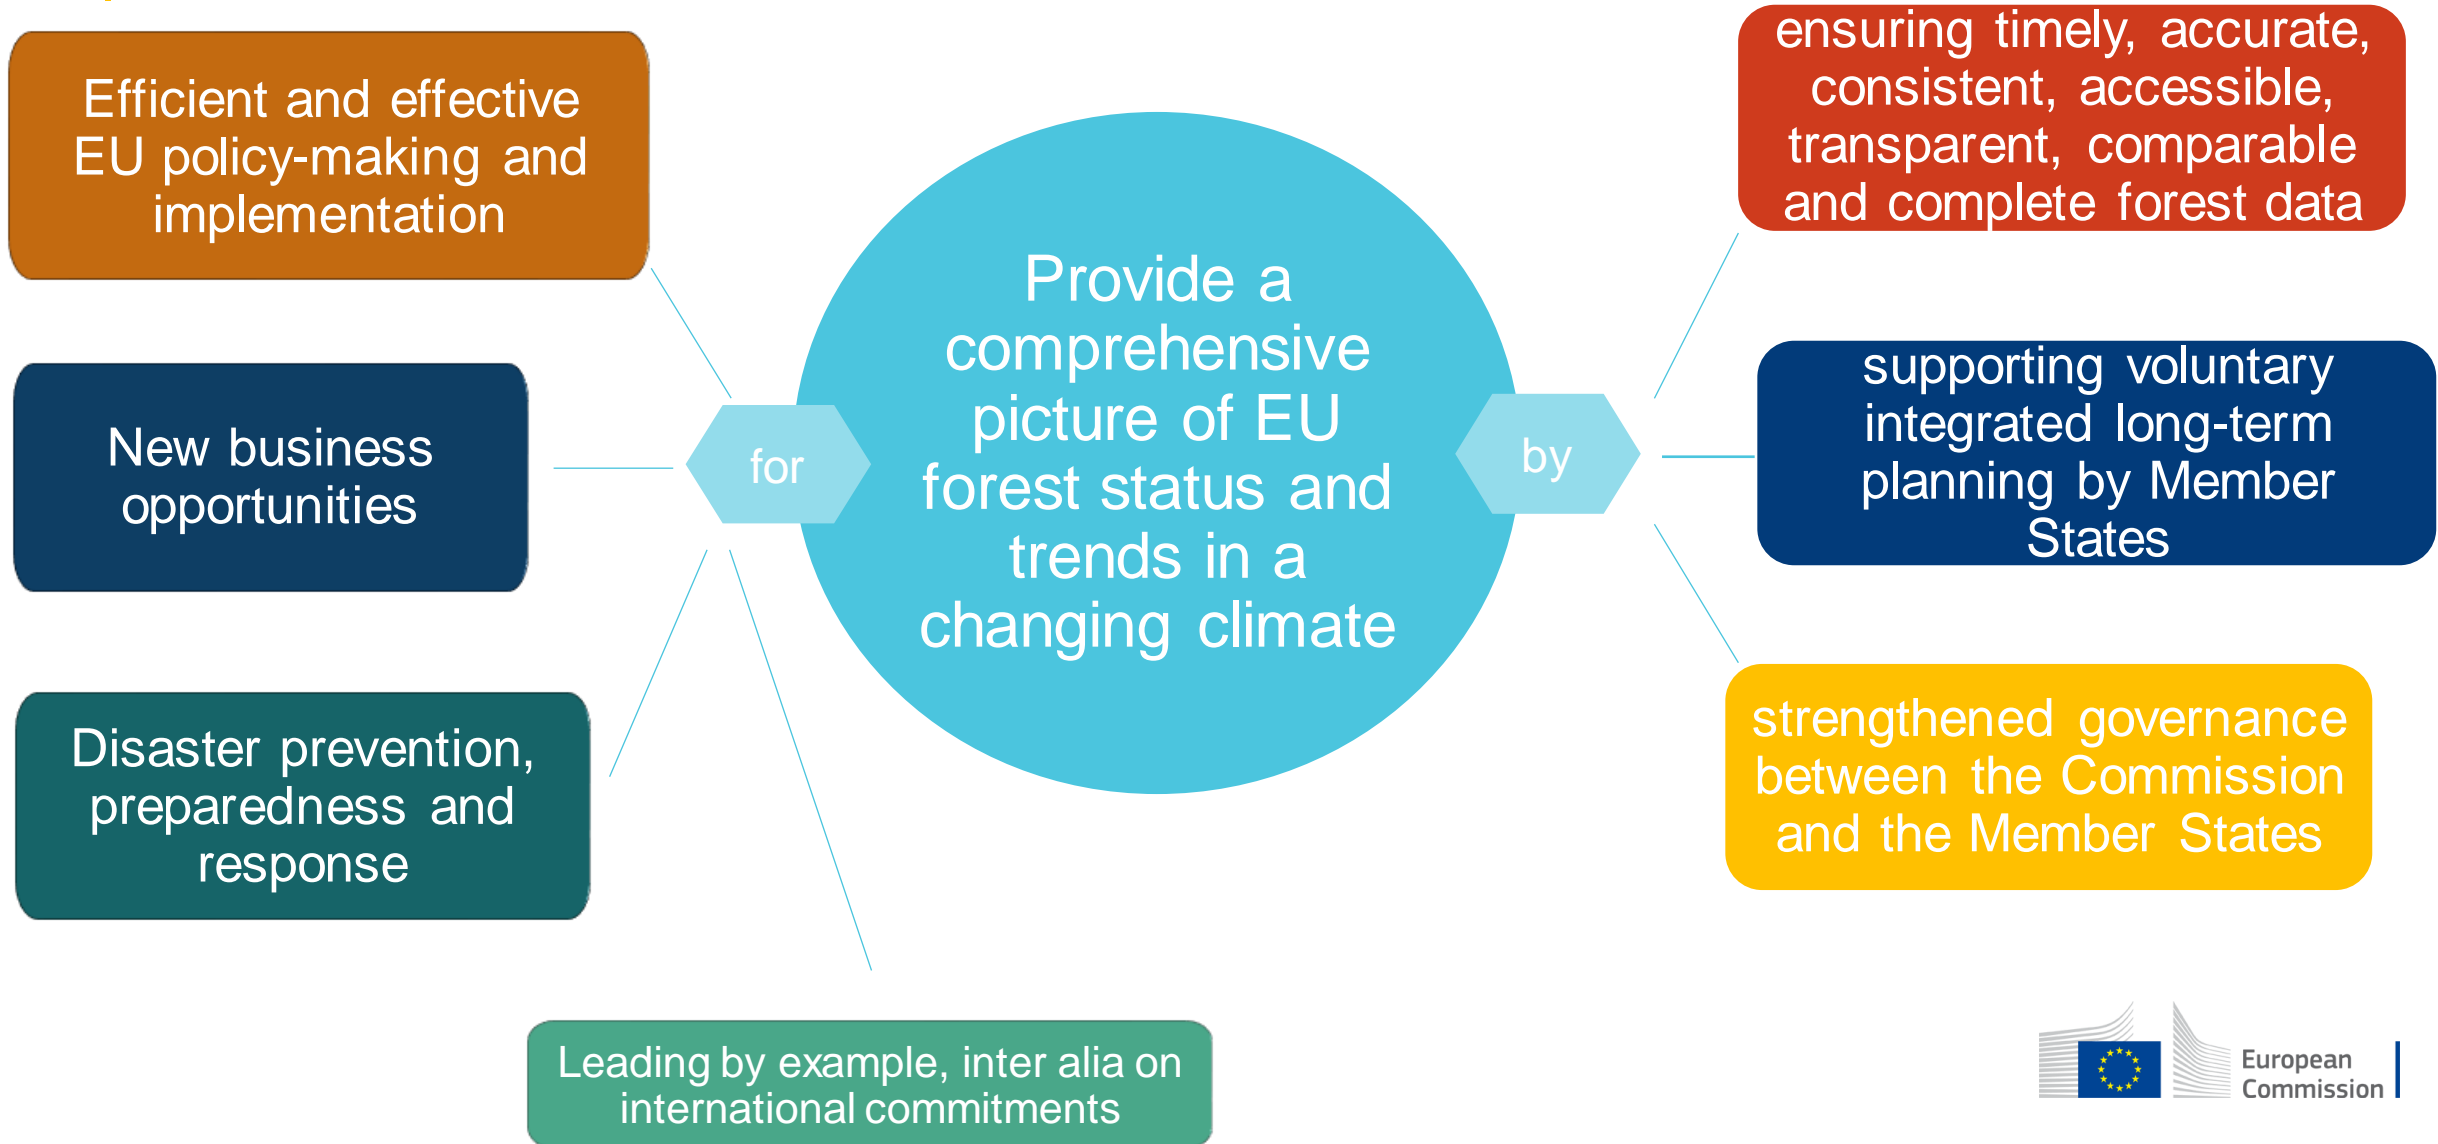 Efficient and effective
EU policy-making and
implementation
New business
opportunities
Disaster prevention,
preparedness and
response
Leading by example, inter alia on
international commitments
for
Provide a
comprehensive
picture of EU
forest status and
trends in a
changing climate
by
ensuring timely, accurate,
consistent, accessible,
transparent, comparable
and complete forest data
supporting voluntary
integrated long-term
planning by Member
States
strengthened governance
between the Commission
and the Member States
European
Commission